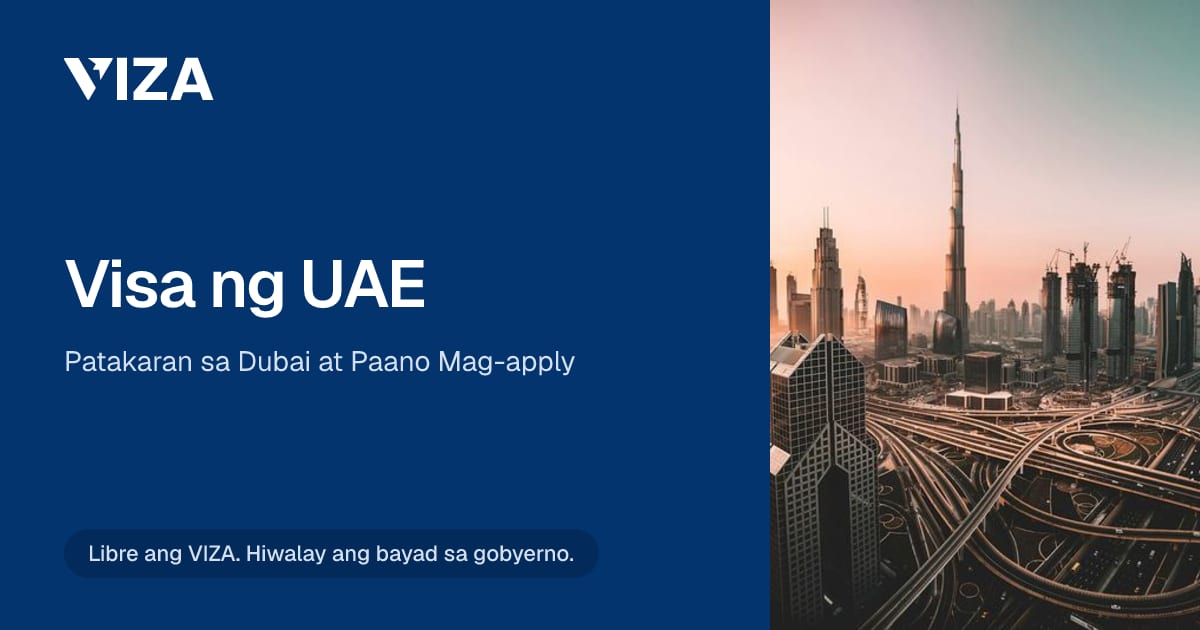 VIZA
Visa ng UAE
Patakaran sa Dubai at Paano Mag-apply
Libre ang VIZA. Hiwalay ang bayad sa gobyerno.